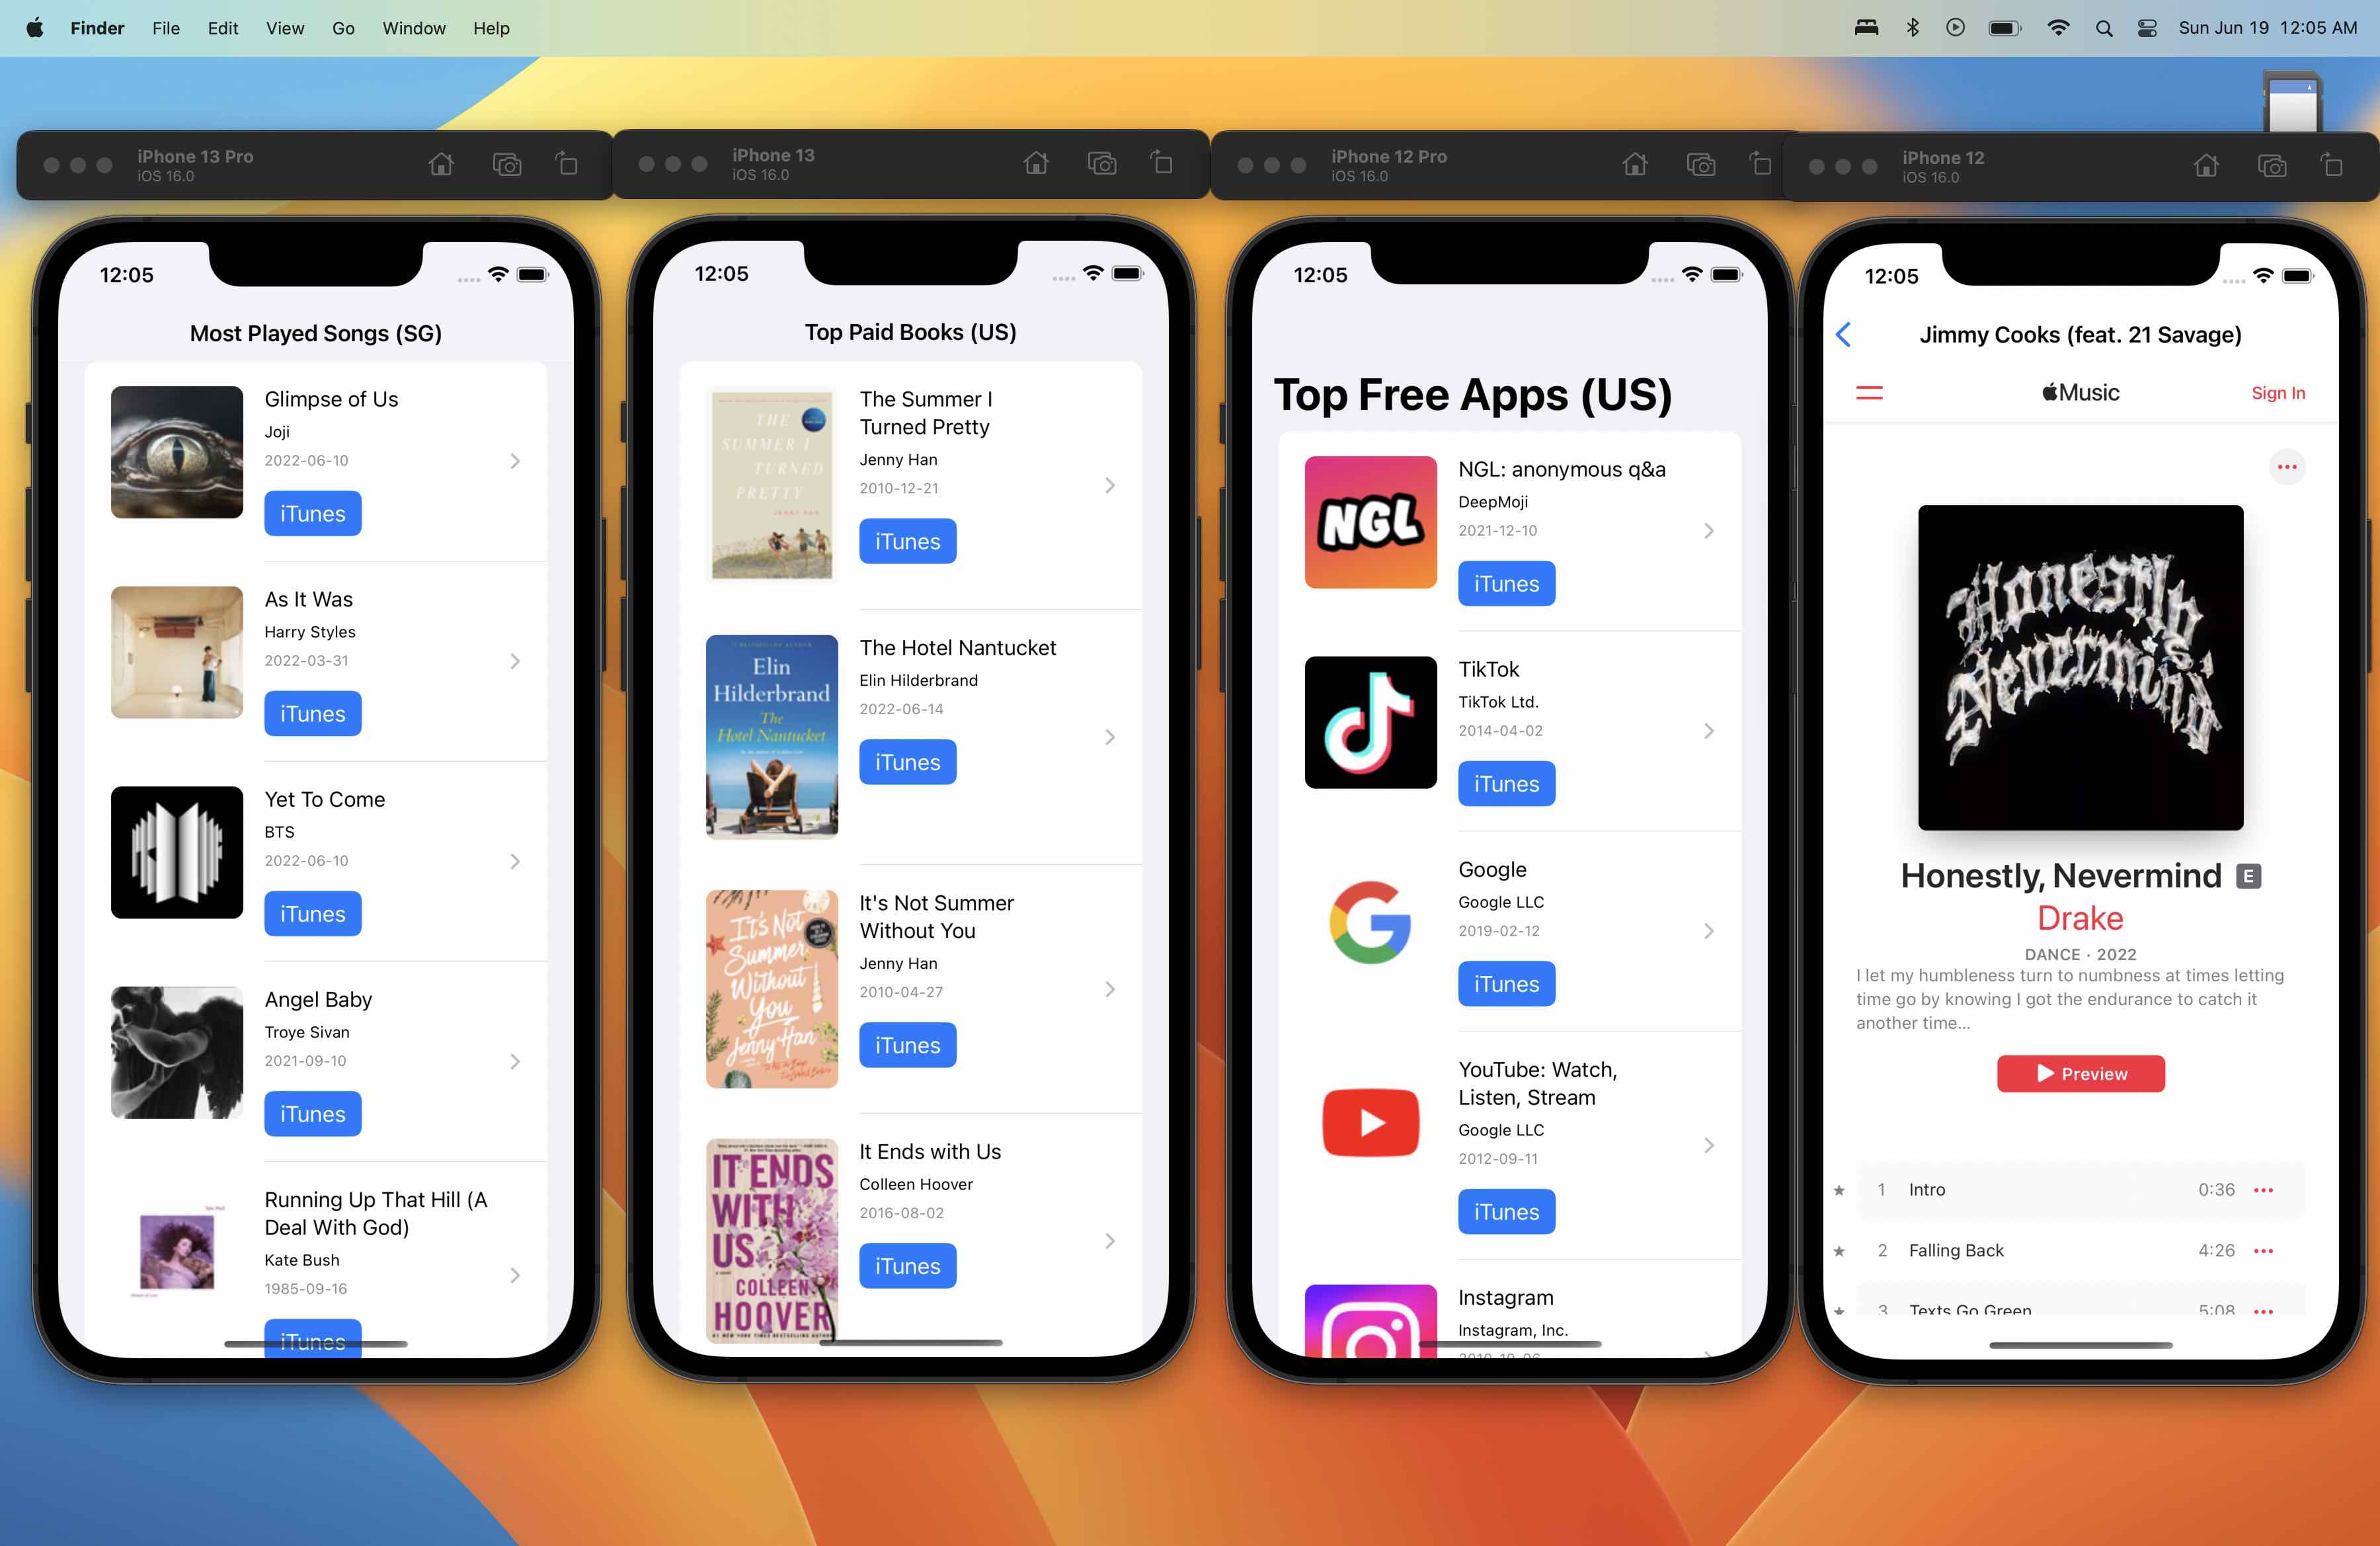 Finder File Edit View Go Window Help
Sun Jun 19 12:05 AM
iPhone 13 Pro
iOS 16.0
12:05
Most Played Songs (SG)
Glimpse of Us
Joji
2022-06-10
iTunes
As It Was
Harry Styles
2022-03-31
iTunes
Yet To Come
BTS
2022-06-10
iTunes
Angel Baby
Troye Sivan
2021-09-10
iTunes
Running Up That Hill (A
Deal With God)
Kate Bush
1985-09-16
iTunes
iPhone 13
iOS 16.0
12:05
Top Paid Books (US)
THE
SUMMER I
TURNED
PRETTY
JENNY HAN
The Summer I
Turned Pretty
Jenny Han
2010-12-21
iTunes
Elin
Hilderbrand
The
Hotel Nantucket
The Hotel Nantucket
Elin Hilderbrand
2022-06-14
iTunes
It's Not
Summer
Without
You
Jenny Han
It's Not Summer
Without You
Jenny Han
2010-04-27
iTunes
IT ENDS
WITH
US
COLLEEN
HOOVER
It Ends with Us
Colleen Hoover
2016-08-02
iTunes
iPhone 12 Pro
iOS 16.0
12:05
Top Free Apps (US)
NGL
NGL: anonymous q&a
DeepMoji
2021-12-10
iTunes
TikTok
TikTok Ltd.
2014-04-02
iTunes
Google
Google LLC
2019-02-12
iTunes
YouTube: Watch,
Listen, Stream
Google LLC
2012-09-11
iTunes
Instagram
Instagram, Inc.
2010-10-06
iPhone 12
iOS 16.0
12:05
Jimmy Cooks (feat. 21 Savage)
Music
Sign In
Honestly,
Nevermind
Honestly, Nevermind E
Drake
DANCE · 2022
I let my humbleness turn to numbness at times letting
time go by knowing I got the endurance to catch it
another time...
Preview
★ 1 Intro 0:36
★ 2 Falling Back 4:26
★ 3 Texts Go Green 5:08